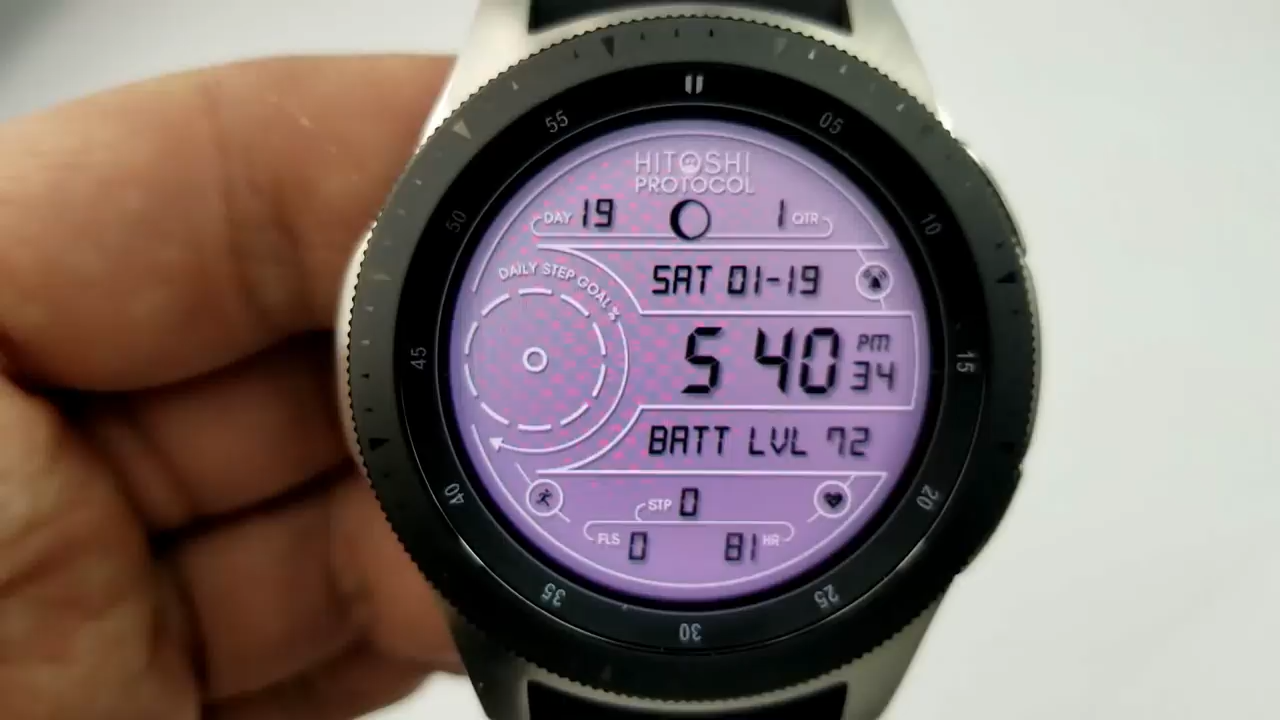 HITOSHI
PROTOCOL
DAY 19 1 QTR
SAT 01-19
DAILY STEP GOAL %
5 40 PM 34
BATT LVL 72
STP 0
FLS 0 81 HR
55 05
50 10
45 15
40 20
35 25
30